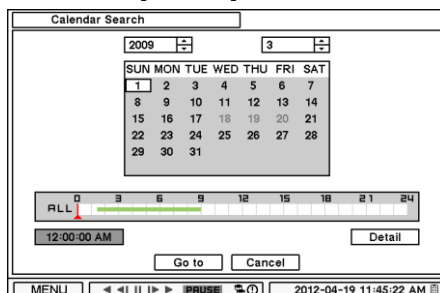 Calendar Search
2009 3
SUN MON TUE WED THU FRI SAT
1 2 3 4 5 6 7
8 9 10 11 12 13 14
15 16 17 18 19 20 21
22 23 24 25 26 27 28
29 30 31
0 3 6 9 12 15 18 21 24
ALL
12:00:00 AM Detail
Go to Cancel
MENU PAUSE 2012-04-19 11:45:22 AM